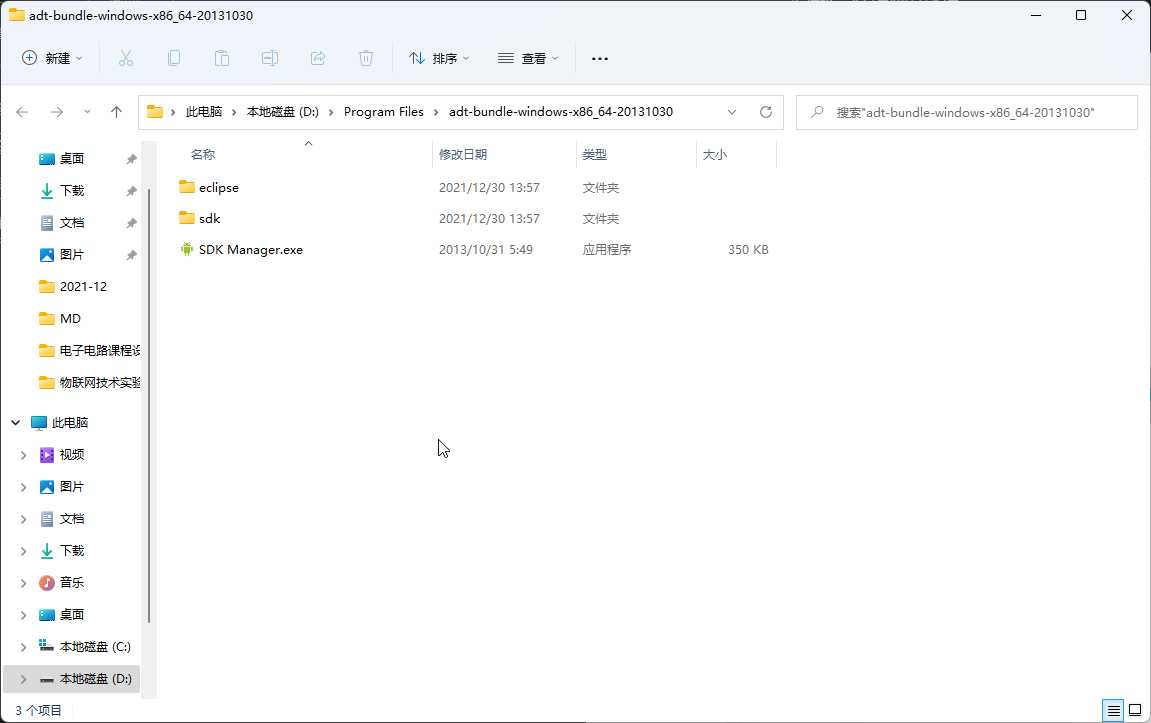 adt-bundle-windows-x86_64-20131030
新建 排序 查看
此电脑 本地磁盘 (D:) Program Files adt-bundle-windows-x86_64-20131030
搜索"adt-bundle-windows-x86_64-20131030"
桌面
下载
文档
图片
2021-12
MD
电子电路课程设
物联网技术实验
此电脑
视频
图片
文档
下载
音乐
桌面
本地磁盘 (C:)
本地磁盘 (D:)
名称 修改日期 类型 大小
eclipse 2021/12/30 13:57 文件夹
sdk 2021/12/30 13:57 文件夹
SDK Manager.exe 2013/10/31 5:49 应用程序 350 KB
3 个项目